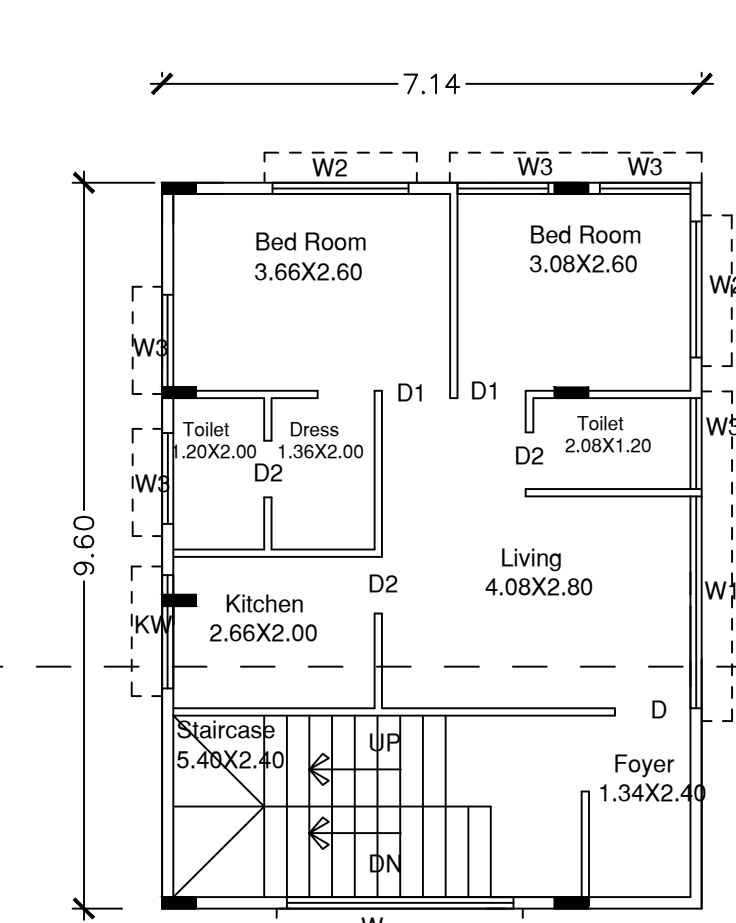 7.14
W2
W3
W3
Bed Room
3.66X2.60
Bed Room
3.08X2.60
W3
D1
D1
Toilet
1.20X2.00
Dress
1.36X2.00
Toilet
2.08X1.20
D2
D2
W3
9.60
Living
4.08X2.80
D2
Kitchen
2.66X2.00
W1
KW
D
Staircase
5.40X2.40
UP
Foyer
1.34X2.40
DN